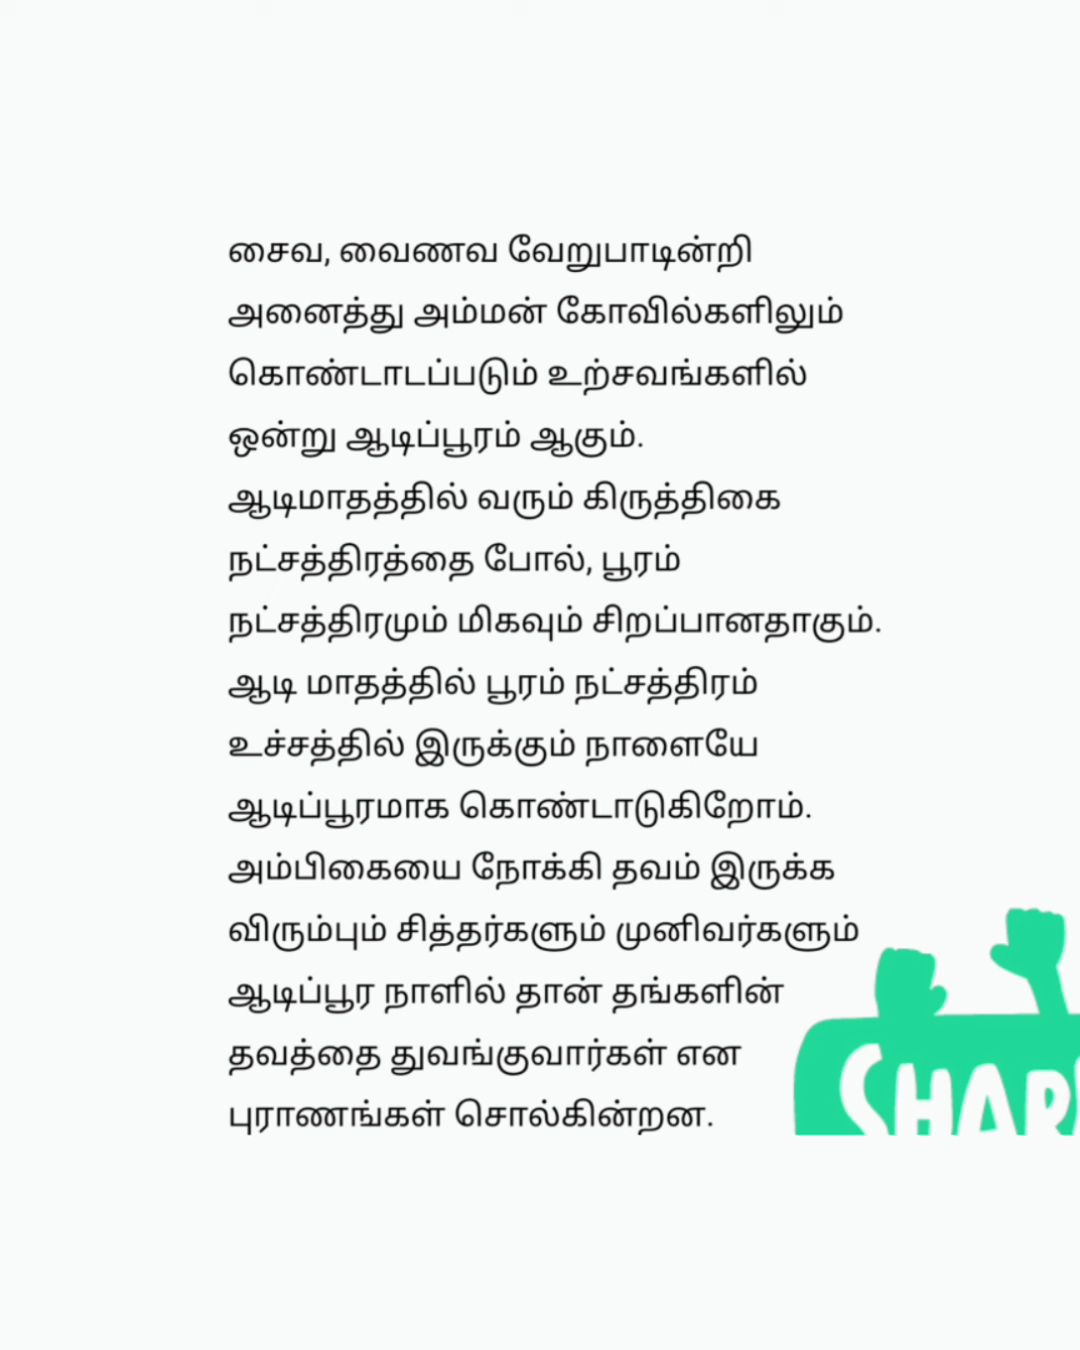 சைவ, வைணவ வேறுபாடின்றி
அனைத்து அம்மன் கோவில்களிலும்
கொண்டாடப்படும் உற்சவங்களில்
ஒன்று ஆடிப்பூரம் ஆகும்.
ஆடிமாதத்தில் வரும் கிருத்திகை
நட்சத்திரத்தை போல், பூரம்
நட்சத்திரமும் மிகவும் சிறப்பானதாகும்.
ஆடி மாதத்தில் பூரம் நட்சத்திரம்
உச்சத்தில் இருக்கும் நாளையே
ஆடிப்பூரமாக கொண்டாடுகிறோம்.
அம்பிகையை நோக்கி தவம் இருக்க
விரும்பும் சித்தர்களும் முனிவர்களும்
ஆடிப்பூர நாளில் தான் தங்களின்
தவத்தை துவங்குவார்கள் என
புராணங்கள் சொல்கின்றன.